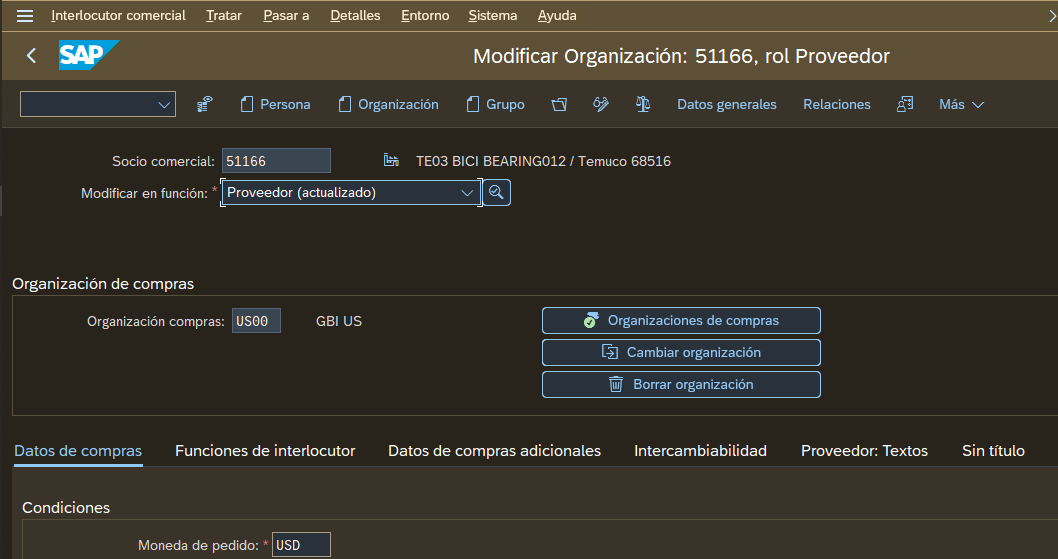 Interlocutor comercial Tratar Pasar a Detalles Entorno Sistema Ayuda
SAP Modificar Organización: 51166, rol Proveedor
Persona Organización Grupo Datos generales Relaciones Más
Socio comercial: 51166 TE03 BICI BEARING012 / Temuco 68516
Modificar en función: * Proveedor (actualizado)
Organización de compras
Organización compras: US00 GBI US Organizaciones de compras
Cambiar organización
Borrar organización
Datos de compras Funciones de interlocutor Datos de compras adicionales Intercambiabilidad Proveedor: Textos Sin título
Condiciones
Moneda de pedido: * USD